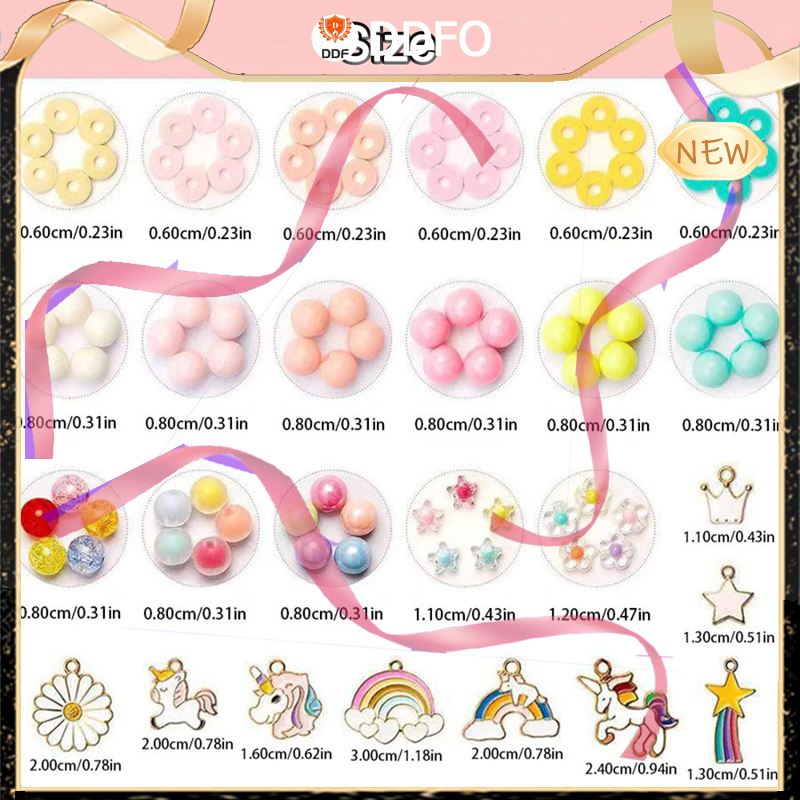 DDFO
DDF
Size
NEW
0.60cm/0.23in 0.60cm/0.23in 0.60cm/0.23in 0.60cm/0.23in 0.60cm/0.23in 0.60cm/0.23in
0.80cm/0.31in 0.80cm/0.31in 0.80cm/0.31in 0.80cm/0.31in 0.80cm/0.31in 0.80cm/0.31in
1.10cm/0.43in
0.80cm/0.31in 0.80cm/0.31in 0.80cm/0.31in 1.10cm/0.43in 1.20cm/0.47in
1.30cm/0.51in
2.00cm/0.78in 2.00cm/0.78in 1.60cm/0.62in 3.00cm/1.18in 2.00cm/0.78in 2.40cm/0.94in 1.30cm/0.51in